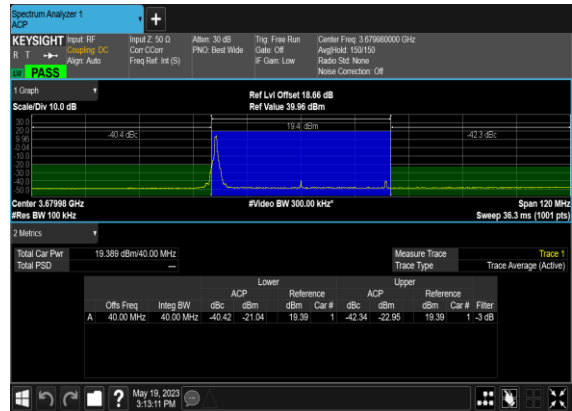 Spectrum Analyzer 1
ACP
+
KEYSIGHT
R T
LXI PASS
Input: RF
Coupling: DC
Align: Auto
Input Z: 50 Ω
Corr CCorr
Freq Ref: Int (S)
Atten: 30 dB
PNO: Best Wide
Trig: Free Run
Gate: Off
IF Gain: Low
Center Freq: 3.679980000 GHz
Avg|Hold: 150/150
Radio Std: None
Noise Correction: Off
1 Graph
Scale/Div 10.0 dB
Ref Lvl Offset 18.66 dB
Ref Value 39.96 dBm
30.0
20.0
9.96
-0.04
-10.0
-20.0
-30.0
-40.0
-50.0
-40.4 dBc
19.4 dBm
-42.3 dBc
Center 3.67998 GHz
#Res BW 100 kHz
#Video BW 300.00 kHz*
Span 120 MHz
Sweep 36.3 ms (1001 pts)
2 Metrics
Total Car Pwr 19.389 dBm/40.00 MHz
Total PSD ---
Measure Trace Trace 1
Trace Type Trace Average (Active)
Lower Upper
ACP Reference ACP Reference
Offs Freq Integ BW dBc dBm dBm Car # dBc dBm dBm Car # Filter
A 40.00 MHz 40.00 MHz -40.42 -21.04 19.39 1 -42.34 -22.95 19.39 1 -3 dB
?
May 19, 2023
3:13:11 PM